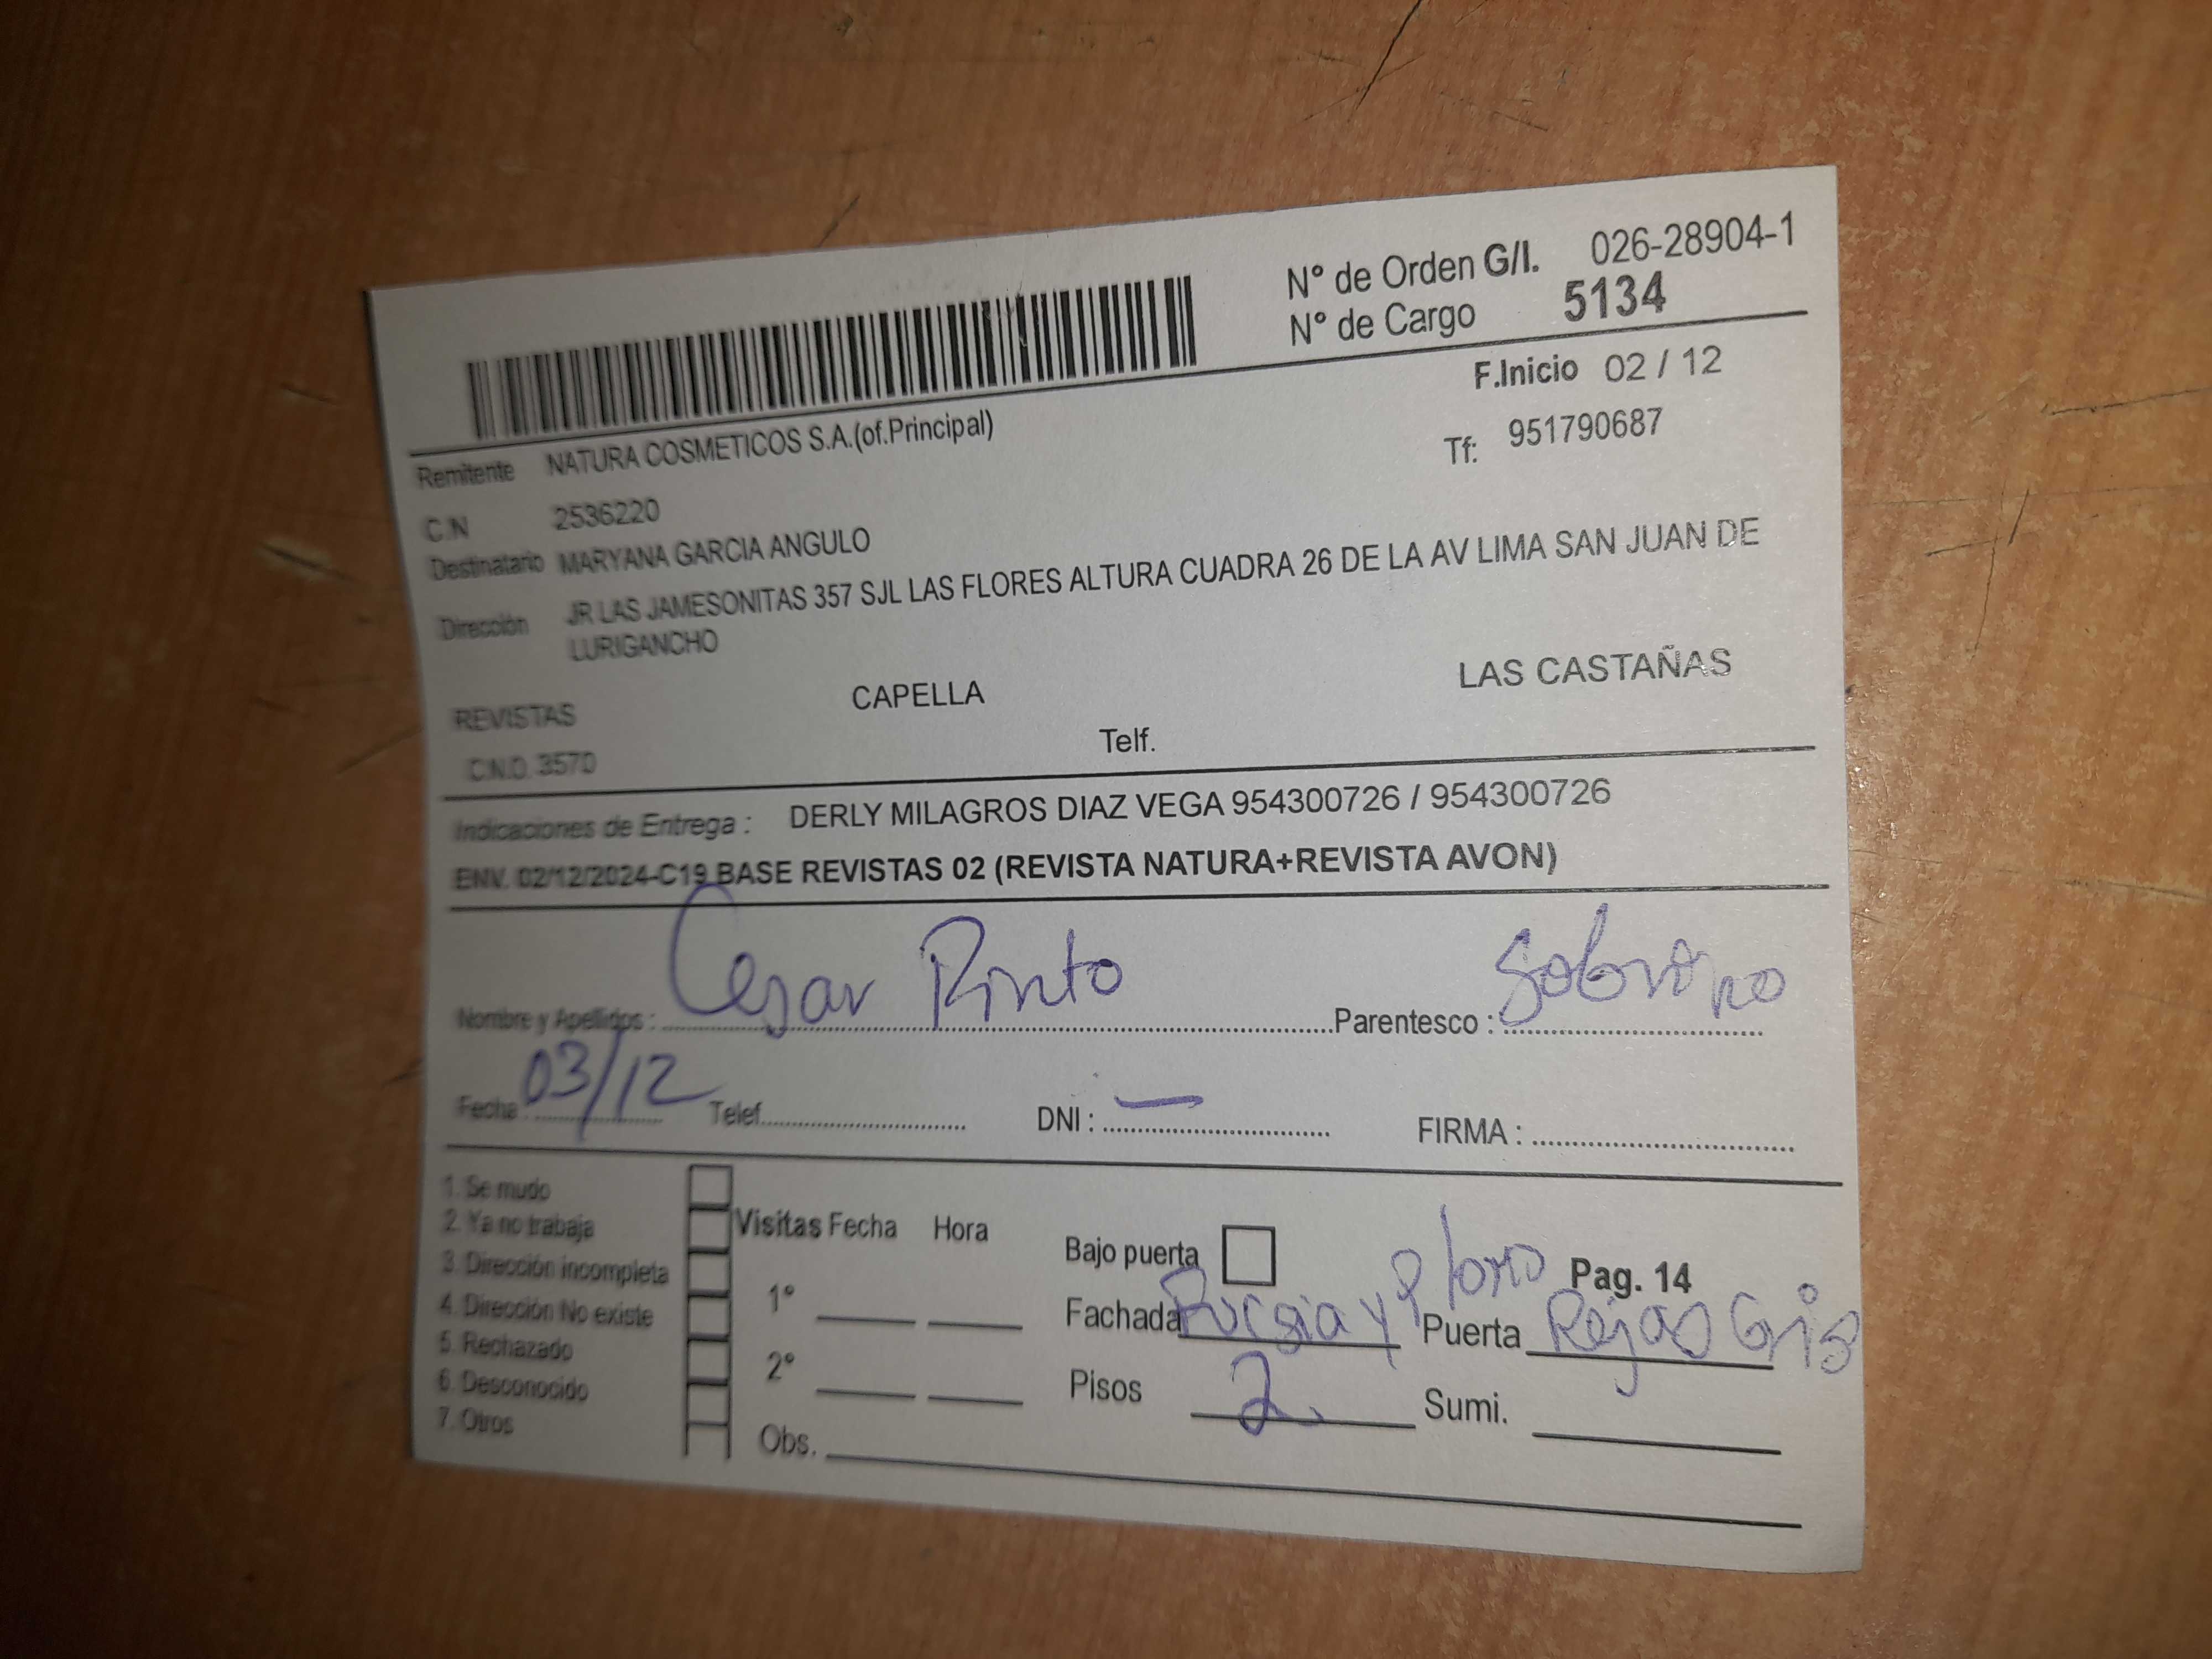 N° de Orden G/I. 026-28904-1
N° de Cargo 5134
F.Inicio 02 / 12
Remitente NATURA COSMETICOS S.A.(of.Principal) Tf: 951790687
C.N 2536220
Destinatario MARYANA GARCIA ANGULO
Dirección JR LAS JAMESONITAS 357 SJL LAS FLORES ALTURA CUADRA 26 DE LA AV LIMA SAN JUAN DE
LURIGANCHO
REVISTAS CAPELLA LAS CASTAÑAS
C.N.O. 3570 Telf.
Indicaciones de Entrega : DERLY MILAGROS DIAZ VEGA 954300726 / 954300726
ENV. 02/12/2024-C19 BASE REVISTAS 02 (REVISTA NATURA+REVISTA AVON)
Nombre y Apellidos : Cesar Pinto Parentesco : Sobrino
Fecha : 03/12 Telef. DNI : — FIRMA :
1. Se mudo
2. Ya no trabaja
3. Dirección incompleta
4. Dirección No existe
5. Rechazado
6. Desconocido
7. Otros
Visitas Fecha Hora
1°
2°
Obs.
Bajo puerta Pag. 14
Fachada y Plomo Puerta Rejas Gris
Pisos 2 Sumi.